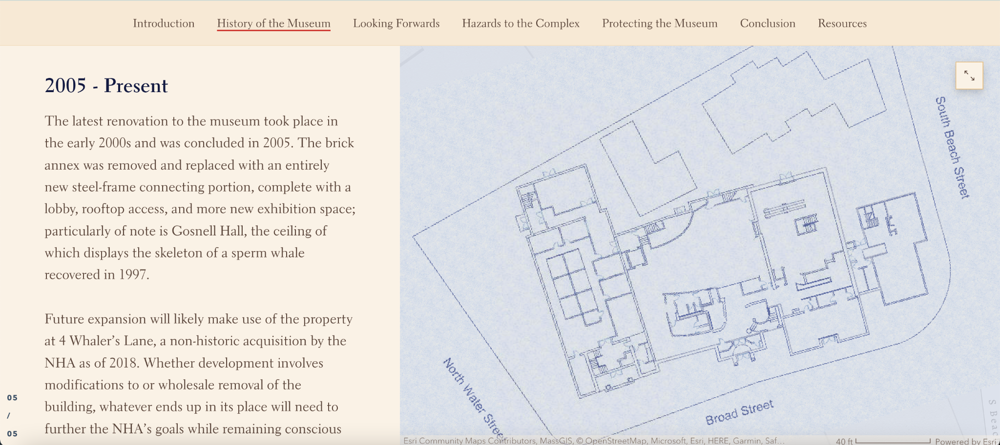 Introduction
History of the Museum
Looking Forwards
Hazards to the Complex
Protecting the Museum
Conclusion
Resources
2005 - Present
The latest renovation to the museum took place in
the early 2000s and was concluded in 2005. The brick
annex was removed and replaced with an entirely
new steel-frame connecting portion, complete with a
lobby, rooftop access, and more new exhibition space;
particularly of note is Gosnell Hall, the ceiling of
which displays the skeleton of a sperm whale
recovered in 1997.
Future expansion will likely make use of the property
at 4 Whaler’s Lane, a non-historic acquisition by the
NHA as of 2018. Whether development involves
modifications to or wholesale removal of the
building, whatever ends up in its place will need to
further the NHA’s goals while remaining conscious
05
/
05
South Beach Street
North Water Street
Broad Street
S Beac
Esri Community Maps Contributors, MassGIS, © OpenStreetMap, Microsoft, Esri, HERE, Garmin, Saf...
40 ft
Powered by Esri